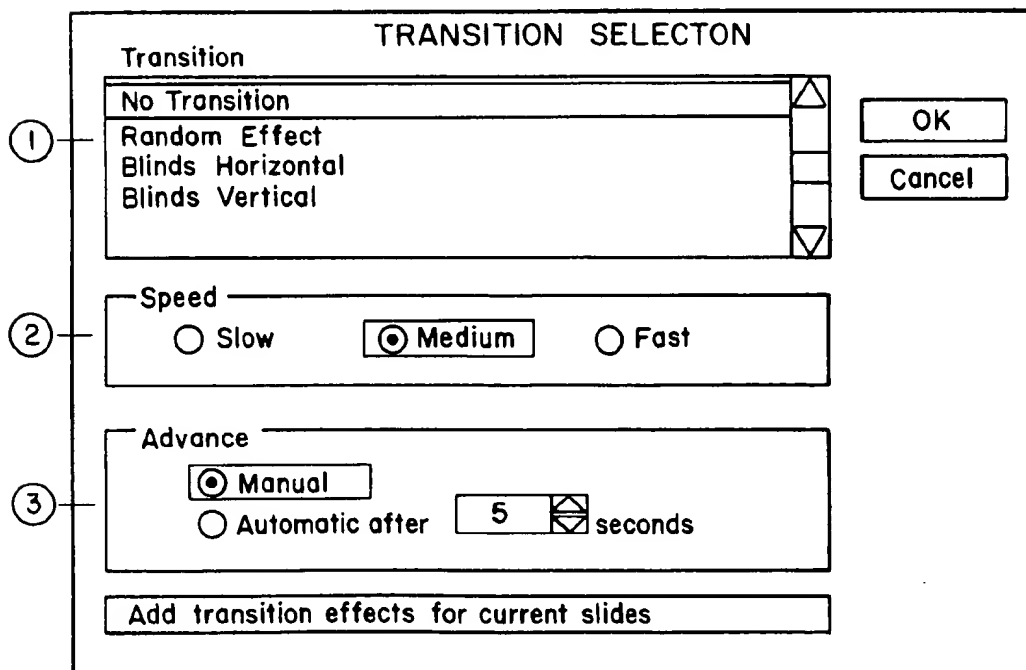 TRANSITION SELECTON
Transition
No Transition
Random Effect
Blinds Horizontal
Blinds Vertical
OK
Cancel
1
Speed
Slow Medium Fast
2
Advance
Manual
Automatic after 5 seconds
3
Add transition effects for current slides